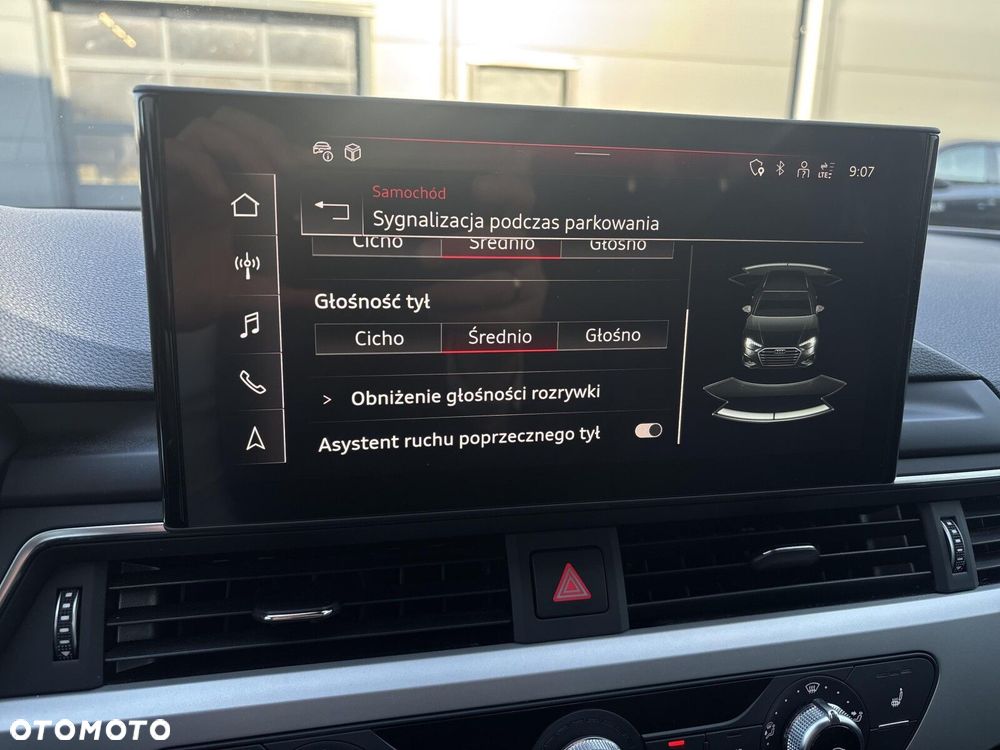 LTE
9:07
Samochód
Sygnalizacja podczas parkowania
Cicho Średnio Głośno
Głośność tył
Cicho Średnio Głośno
> Obniżenie głośności rozrywki
Asystent ruchu poprzecznego tył
OTOMOTO